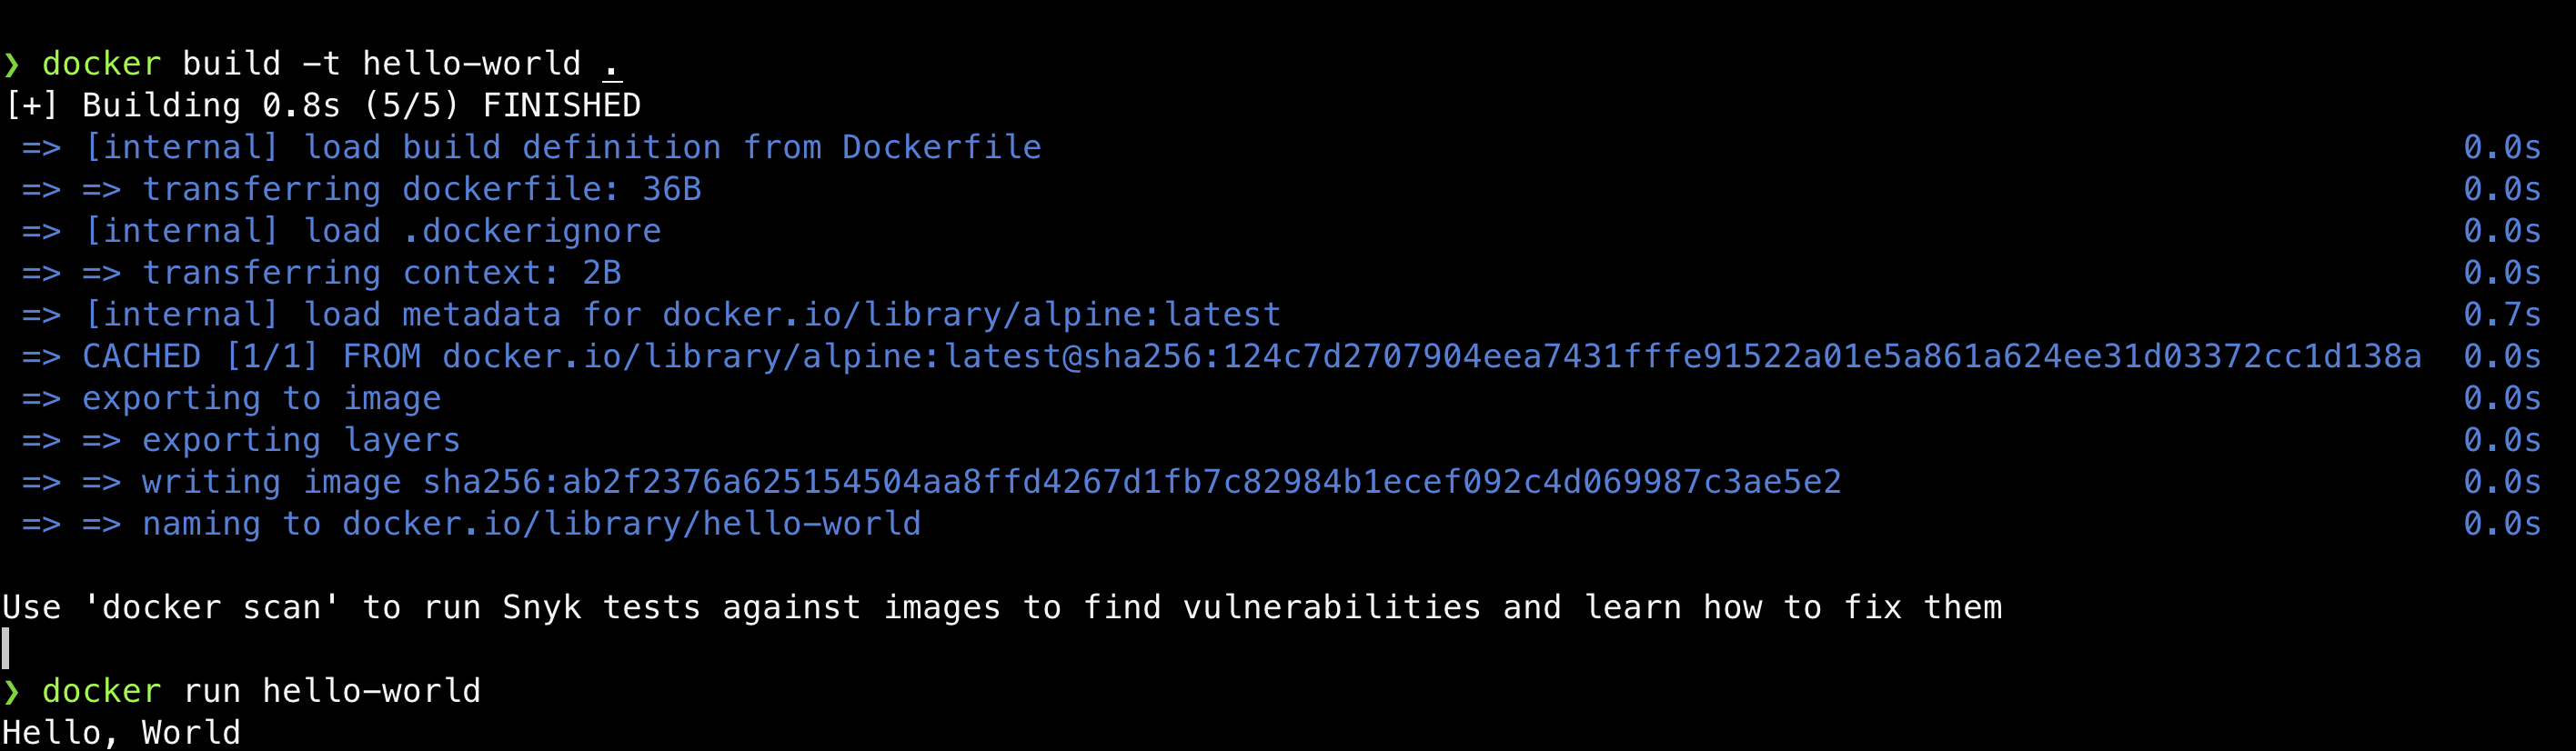 ❯ docker build -t hello-world .
[+] Building 0.8s (5/5) FINISHED
=> [internal] load build definition from Dockerfile 0.0s
=> => transferring dockerfile: 36B 0.0s
=> [internal] load .dockerignore 0.0s
=> => transferring context: 2B 0.0s
=> [internal] load metadata for docker.io/library/alpine:latest 0.7s
=> CACHED [1/1] FROM docker.io/library/alpine:latest@sha256:124c7d2707904eea7431fffe91522a01e5a861a624ee31d03372cc1d138a 0.0s
=> exporting to image 0.0s
=> => exporting layers 0.0s
=> => writing image sha256:ab2f2376a625154504aa8ffd4267d1fb7c82984b1ecef092c4d069987c3ae5e2 0.0s
=> => naming to docker.io/library/hello-world 0.0s
Use 'docker scan' to run Snyk tests against images to find vulnerabilities and learn how to fix them
❯ docker run hello-world
Hello, World